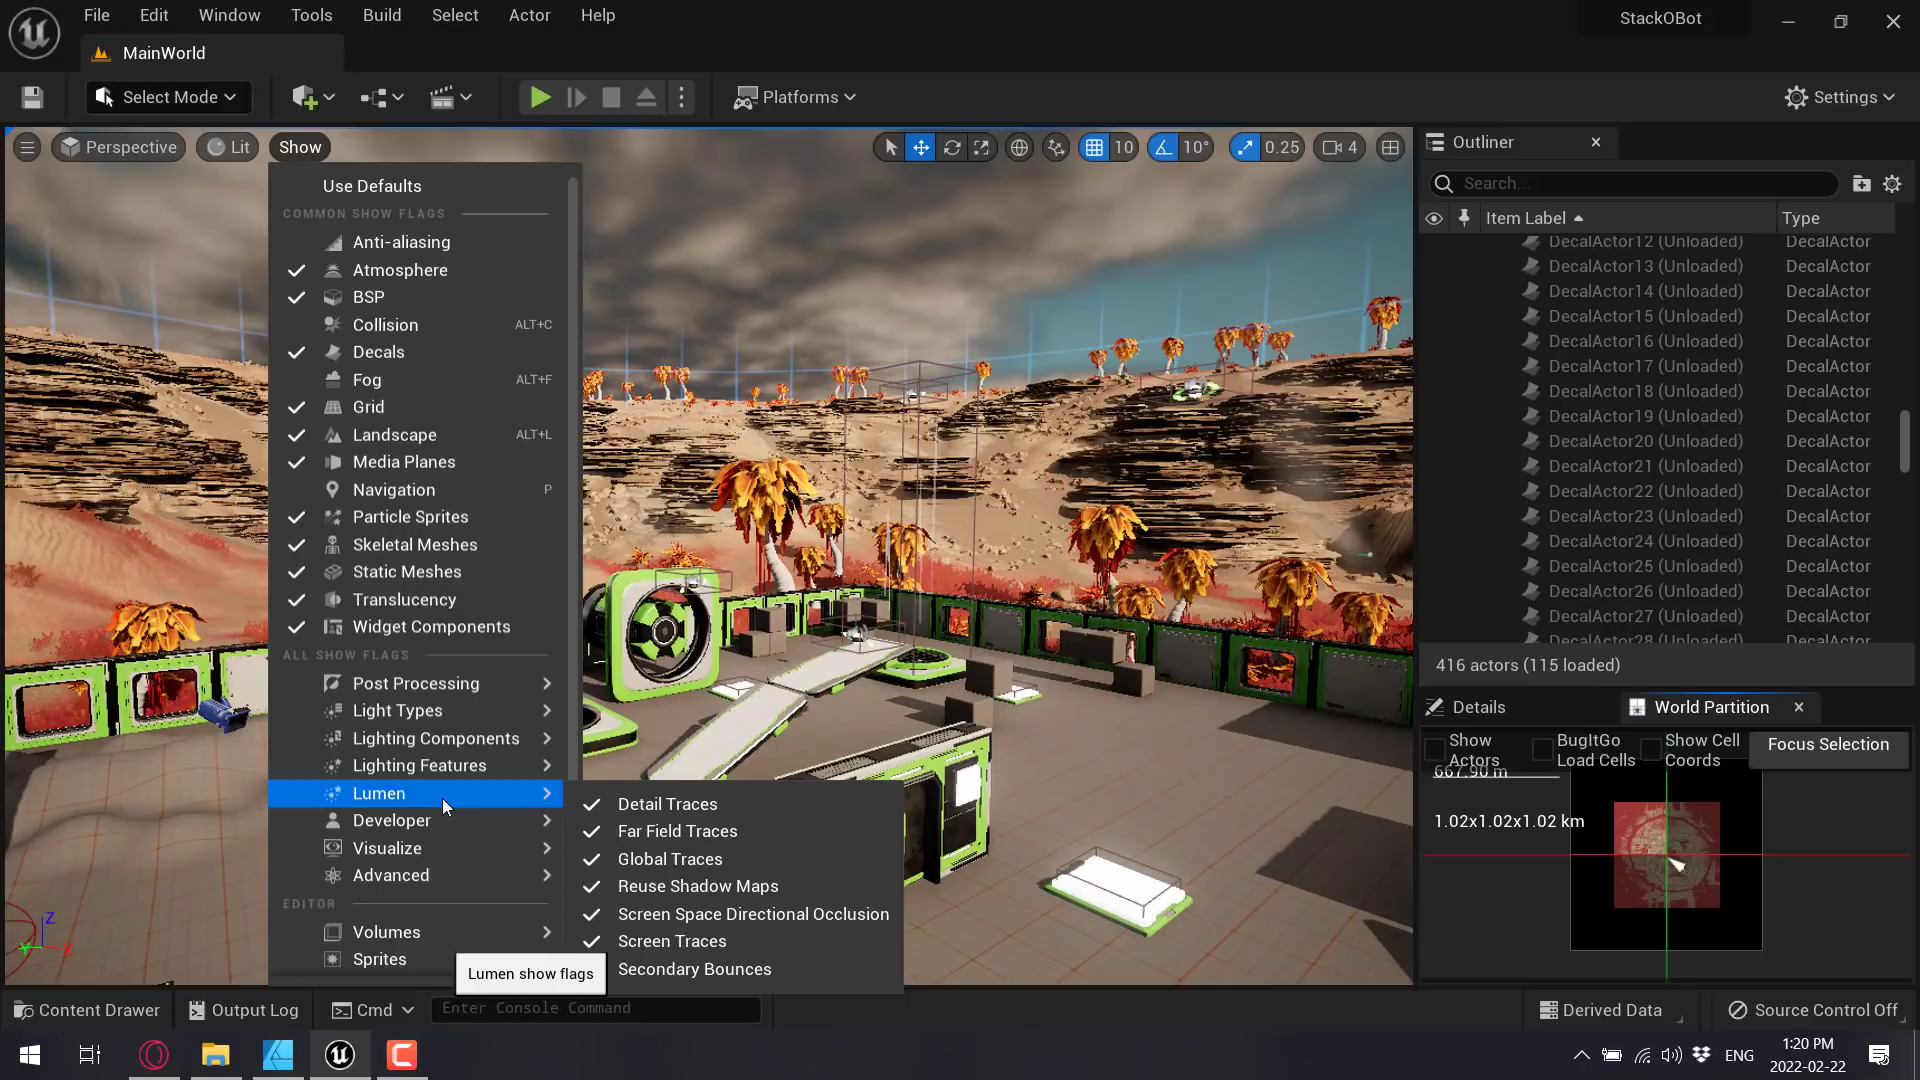 File Edit Window Tools Build Select Actor Help
StackOBot
MainWorld
Select Mode
Platforms
Settings
Perspective Lit Show 10 10° 0.25 4
Outliner
Search...
Item Label Type
DecalActor12 (Unloaded) DecalActor
DecalActor13 (Unloaded) DecalActor
DecalActor14 (Unloaded) DecalActor
DecalActor15 (Unloaded) DecalActor
DecalActor16 (Unloaded) DecalActor
DecalActor17 (Unloaded) DecalActor
DecalActor18 (Unloaded) DecalActor
DecalActor19 (Unloaded) DecalActor
DecalActor20 (Unloaded) DecalActor
DecalActor21 (Unloaded) DecalActor
DecalActor22 (Unloaded) DecalActor
DecalActor23 (Unloaded) DecalActor
DecalActor24 (Unloaded) DecalActor
DecalActor25 (Unloaded) DecalActor
DecalActor26 (Unloaded) DecalActor
DecalActor27 (Unloaded) DecalActor
DecalActor28 (Unloaded) DecalActor
416 actors (115 loaded)
Use Defaults
COMMON SHOW FLAGS
Anti-aliasing
Atmosphere
BSP
Collision ALT+C
Decals
Fog ALT+F
Grid
Landscape ALT+L
Media Planes
Navigation P
Particle Sprites
Skeletal Meshes
Static Meshes
Translucency
Widget Components
ALL SHOW FLAGS
Post Processing
Light Types
Lighting Components
Lighting Features
Lumen
Developer
Visualize
Advanced
EDITOR
Volumes
Sprites
Detail Traces
Far Field Traces
Global Traces
Reuse Shadow Maps
Screen Space Directional Occlusion
Screen Traces
Secondary Bounces
Lumen show flags
Details World Partition
Show Actors
BugItGo Load Cells
Show Cell Coords
Focus Selection
667.90 m
1.02x1.02x1.02 km
Z
Y X
Content Drawer Output Log Cmd Enter Console Command
Derived Data Source Control Off
ENG
1:20 PM
2022-02-22